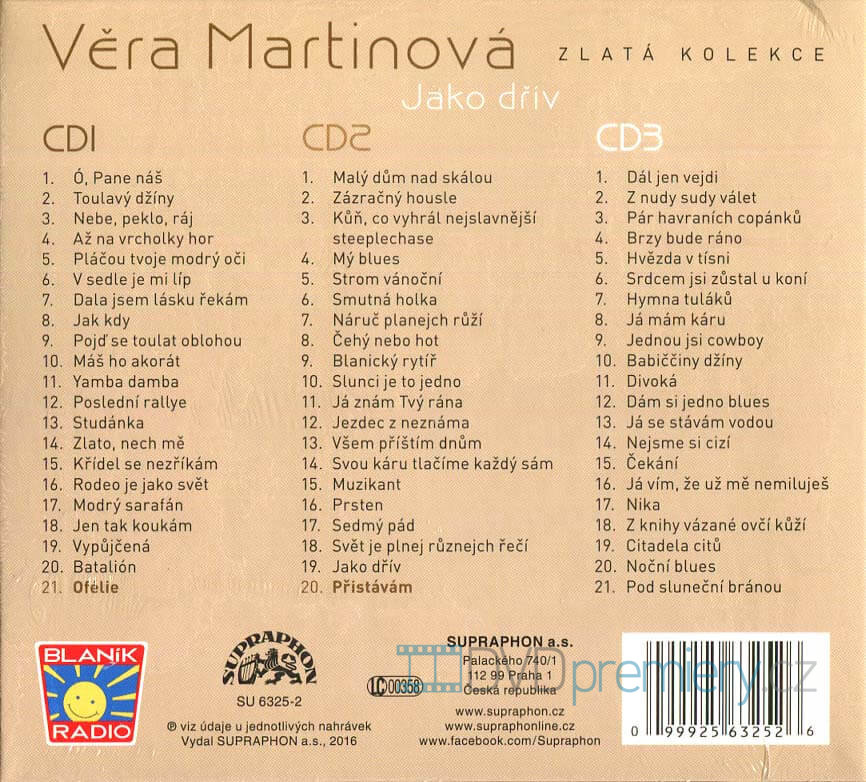 Věra Martinová ZLATÁ KOLEKCE
Jako dřív
CD1
1. Ó, Pane náš
2. Toulavý džíny
3. Nebe, peklo, ráj
4. Až na vrcholky hor
5. Pláčou tvoje modrý oči
6. V sedle je mi líp
7. Dala jsem lásku řekám
8. Jak kdy
9. Pojď se toulat oblohou
10. Máš ho akorát
11. Yamba damba
12. Poslední rallye
13. Studánka
14. Zlato, nech mě
15. Křídel se nezříkám
16. Rodeo je jako svět
17. Modrý sarafán
18. Jen tak koukám
19. Vypůjčená
20. Batalión
21. Ofélie
CD2
1. Malý dům nad skálou
2. Zázračný housle
3. Kůň, co vyhrál nejslavnější
steeplechase
4. Mý blues
5. Strom vánoční
6. Smutná holka
7. Náruč planejch růží
8. Čehý nebo hot
9. Blanický rytíř
10. Slunci je to jedno
11. Já znám Tvý rána
12. Jezdec z neznáma
13. Všem příštím dnům
14. Svou káru tlačíme každý sám
15. Muzikant
16. Prsten
17. Sedmý pád
18. Svět je plnej různejch řečí
19. Jako dřív
20. Přistávám
CD3
1. Dál jen vejdi
2. Z nudy sudy válet
3. Pár havraních copánků
4. Brzy bude ráno
5. Hvězda v tísni
6. Srdcem jsi zůstal u koní
7. Hymna tuláků
8. Já mám káru
9. Jednou jsi cowboy
10. Babiččiny džíny
11. Divoká
12. Dám si jedno blues
13. Já se stávám vodou
14. Nejsme si cizí
15. Čekání
16. Já vím, že už mě nemiluješ
17. Nika
18. Z knihy vázané ovčí kůží
19. Citadela citů
20. Noční blues
21. Pod sluneční bránou
BLANÍK
RADIO
SUPRAPHON
SU 6325-2
℗ viz údaje u jednotlivých nahrávek
Vydal SUPRAPHON a.s., 2016
LC 00358
SUPRAPHON a.s.
Palackého 740/1
112 99 Praha 1
Česká republika
www.supraphon.cz
www.supraphonline.cz
www.facebook.com/Supraphon
DVDpremiery.cz
0 99925 63252 6